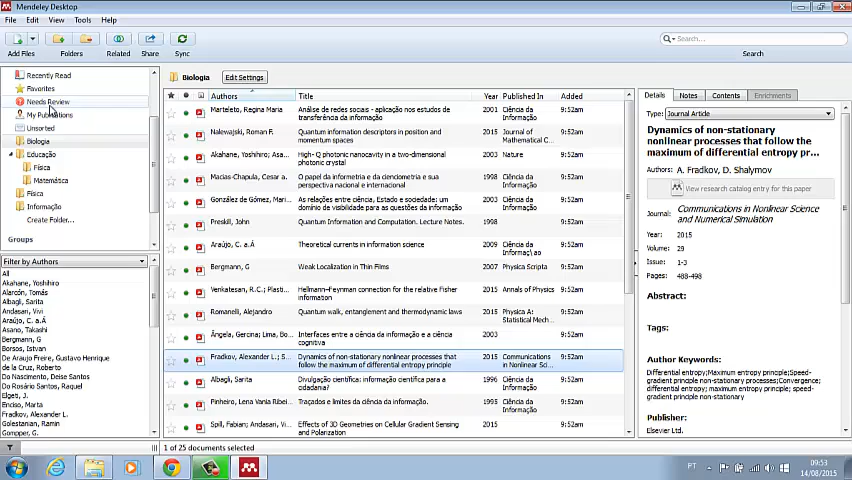 Mendeley Desktop
File Edit View Tools Help
Add Files Folders Related Share Sync Search... Search
Recently Read
Favorites
Needs Review
My Publications
Unsorted
Biologia
Educação
Física
Matemática
Física
Informação
Create Folder...
Groups
Filter by Authors
All
Akahane, Yoshihiro
Alarcón, Tomás
Albagli, Sarita
Andasari, Vivi
Araújo, C. a.Á
Asano, Takashi
Bergmann, G
Borsos, Istvan
De Araujo Freire, Gustavo Henrique
de la Cruz, Roberto
Do Nascimento, Deise Santos
Do Rosário Santos, Raquel
Elgeti, J.
Enciso, Marta
Fradkov, Alexander L.
Golestanian, Ramin
Gompper, G.
Biologia Edit Settings
Authors Title Year Published In Added
Marteleto, Regina Maria Análise de redes sociais - aplicação nos estudos de transferência da informação 2001 Ciência da Informação 9:52am
Nalewajski, Roman F. Quantum information descriptors in position and momentum spaces 2015 Journal of Mathematical C... 9:52am
Akahane, Yoshihiro; Asa... High- Q photonic nanocavity in a two-dimensional photonic crystal 2003 Nature 9:52am
Macias-Chapula, Cesar a. O papel da informetria e da cienciometria e sua perspectiva nacional e internacional 1998 Ciência da Informação 9:52am
González de Gómez, Mari... As relações entre ciência, Estado e sociedade: um domínio de visibilidade para as questões da informação 2003 Ciência da Informação 9:52am
Preskill, John Quantum Information and Computation. Lecture Notes. 1998 9:52am
Araújo, C. a.Á Theoretical currents in information science 2009 Ciência da Informa\c ao 9:52am
Bergmann, G Weak Localization in Thin Films 2007 Physica Scripta 9:52am
Venkatesan, R.C.; Plasti... Hellmann–Feynman connection for the relative Fisher information 2015 Annals of Physics 9:52am
Romanelli, Alejandro Quantum walk, entanglement and thermodynamic laws 2015 Physica A: Statistical Mech... 9:52am
Ângela, Gercina; Lima, Bo... Interfaces entre a ciência da informação e a ciência cognitiva 2003 9:52am
Fradkov, Alexander L.; S... Dynamics of non-stationary nonlinear processes that follow the maximum of differential entropy principle 2015 Communications in Nonlinear Sci... 9:52am
Albagli, Sarita Divulgação científica: informação científica para a cidadania? 1996 Ciência da Informação 9:52am
Pinheiro, Lena Vania Ribei... Traçados e limites da ciência da informação. Ciência da Informação 9:52am
Spill, Fabian; Andasari, Vi... Effects of 3D Geometries on Cellular Gradient Sensing and Polarization 2015 9:52am
Details Notes Contents Enrichments
Type: Journal Article
Dynamics of non-stationary
nonlinear processes that follow the
maximum of differential entropy pr...
Authors: A. Fradkov, D. Shalymov
View research catalog entry for this paper
Journal: Communications in Nonlinear Science
and Numerical Simulation
Year: 2015
Volume: 29
Issue: 1-3
Pages: 488-498
Abstract:
Tags:
Author Keywords:
Differential entropy;Maximum entropy principle;Speed-
gradient principle non-stationary processes;Convergence;
differential entropy; maximum entropy principle; speed-
gradient principle; nonstationary
Publisher:
Elsevier Ltd.
1 of 25 documents selected
PT 09:53
14/08/2015